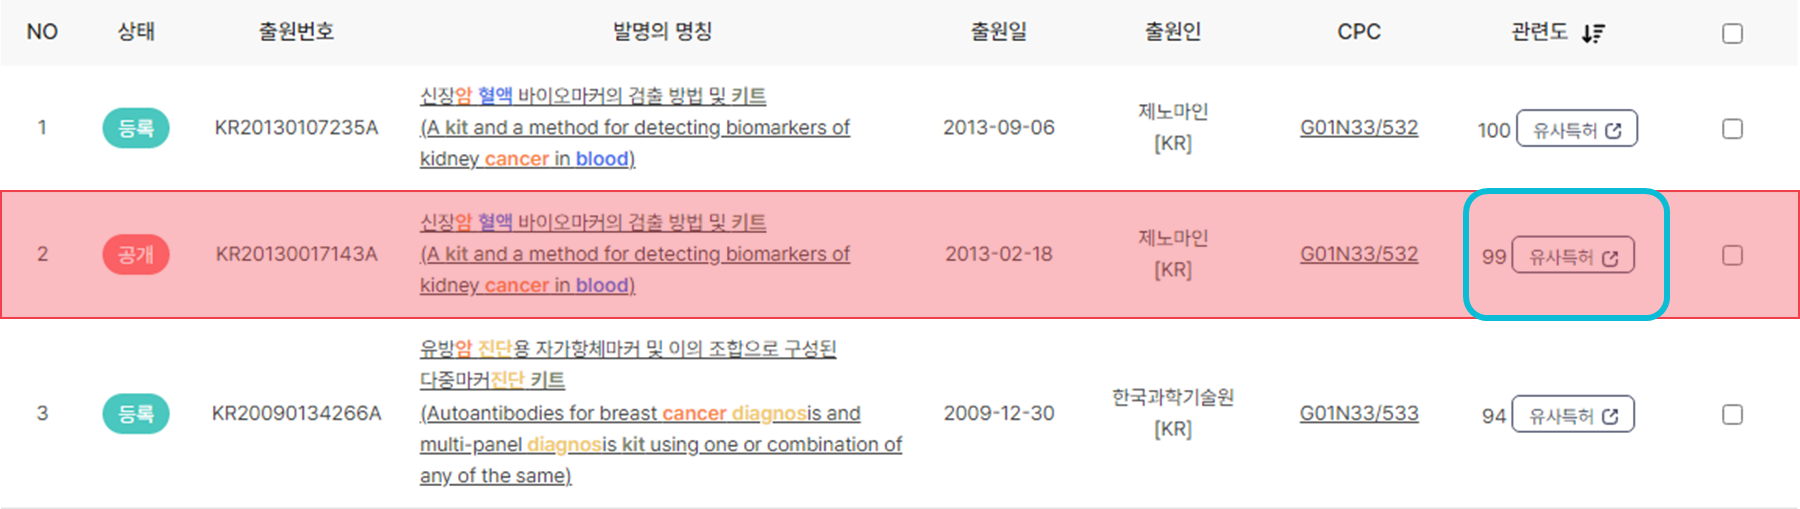 NO 상태 출원번호 발명의 명칭 출원일 출원인 CPC 관련도
신장암 혈액 바이오마커의 검출 방법 및 키트
1 등록 KR20130107235A (A kit and a method for detecting biomarkers of 2013-09-06 제노마인 G01N33/532 100 유사특허
kidney cancer in blood) [KR]
신장암 혈액 바이오마커의 검출 방법 및 키트
2 공개 KR20130017143A (A kit and a method for detecting biomarkers of 2013-02-18 제노마인 G01N33/532 99 유사특허
kidney cancer in blood) [KR]
유방암 진단용 자가항체마커 및 이의 조합으로 구성된
다중마커진단 키트
3 등록 KR20090134266A (Autoantibodies for breast cancer diagnosis and 2009-12-30 한국과학기술원 G01N33/533 94 유사특허
multi-panel diagnosis kit using one or combination of [KR]
any of the same)